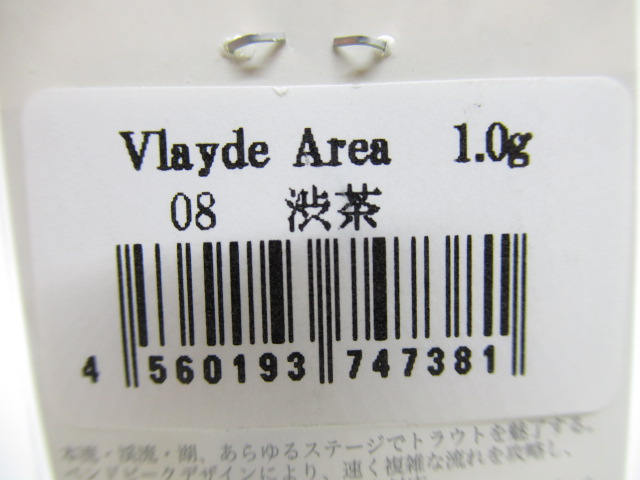 Vlayde Area 1.0g
08 渋茶
4 560193 747381
本流・渓流・湖、あらゆるステージでトラウトを魅了する。
ベンドピークデザインにより、速く複雑な流れを攻略し、